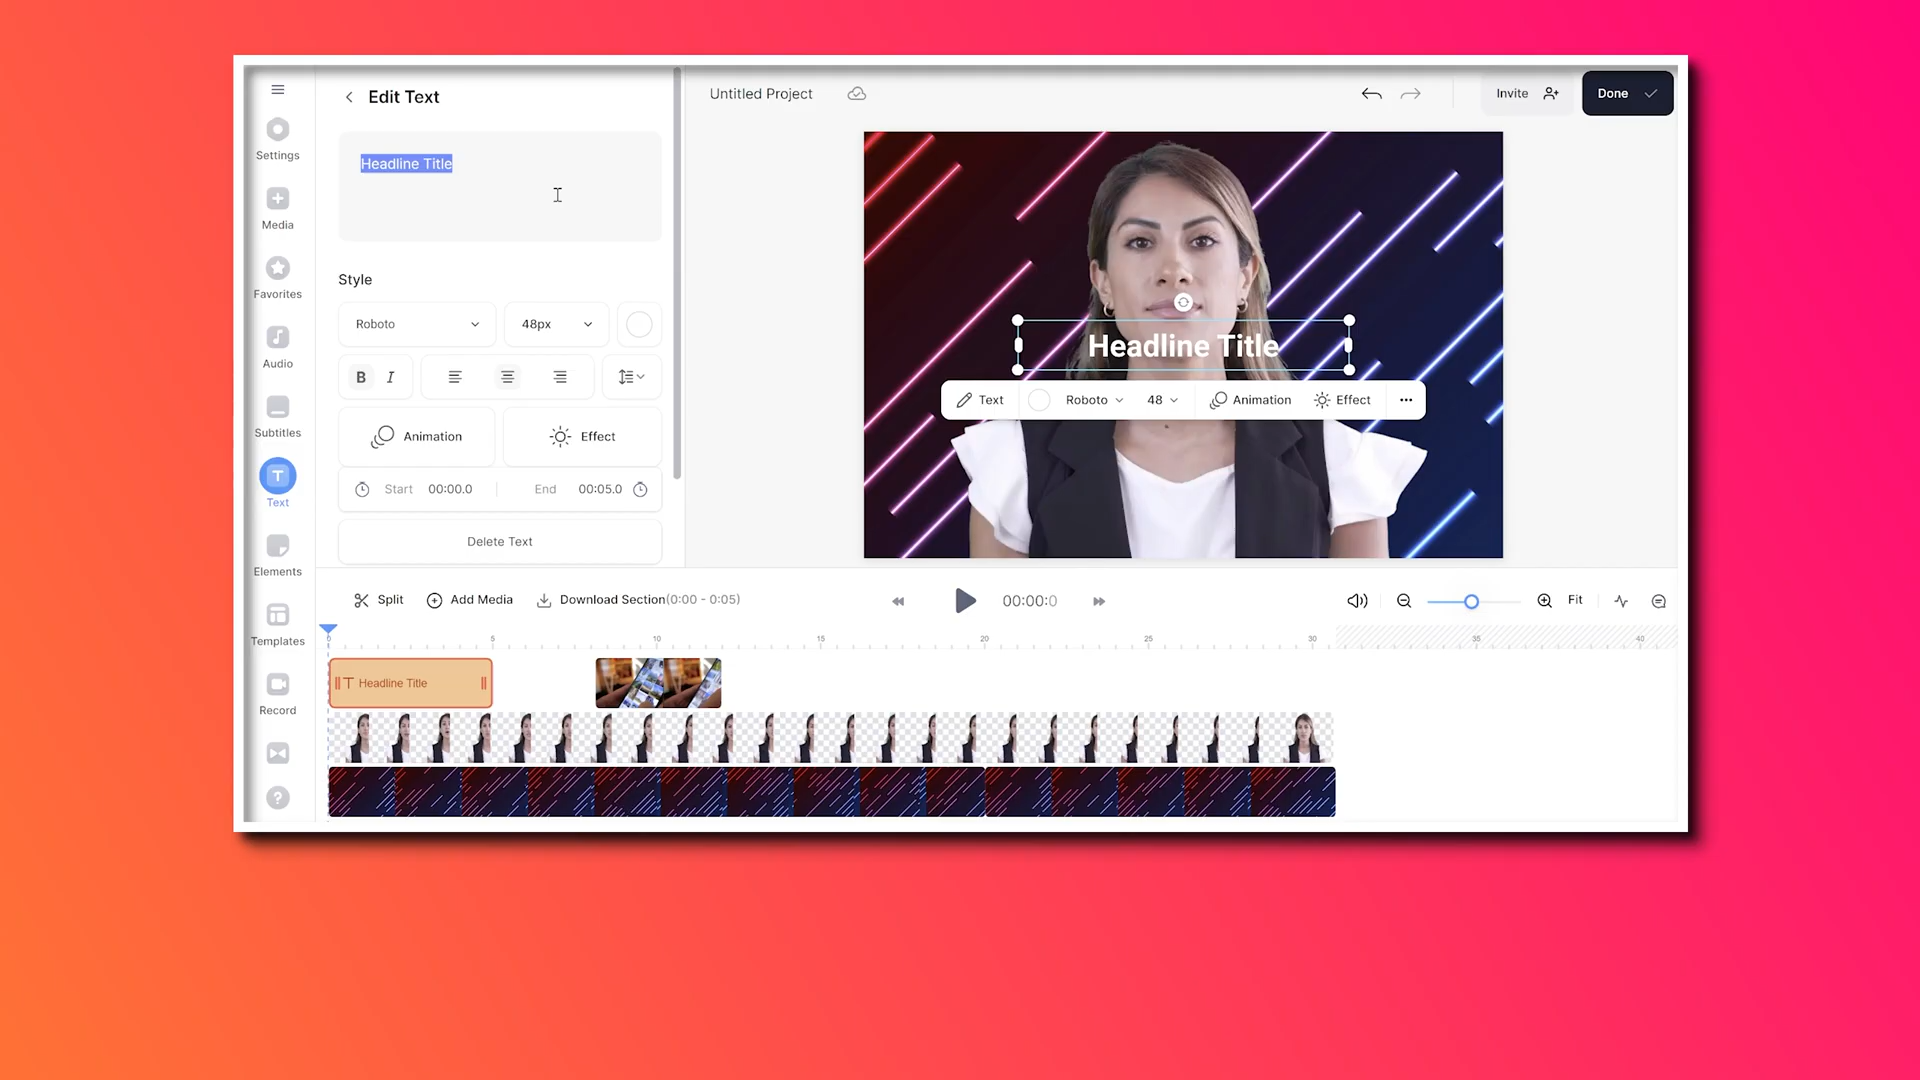 Edit Text
Untitled Project
Invite
Done
Settings
Headline Title
Media
Favorites
Style
Roboto
48px
Audio
B I
Headline Title
Text
Roboto
48
Animation
Effect
Subtitles
Animation
Effect
Start 00:00.0
End 00:05.0
T
Text
Delete Text
Elements
Split
Add Media
Download Section(0:00 - 0:05)
00:00:0
Fit
Templates
0 5 10 15 20 25 30 35 40
T Headline Title
Record
?